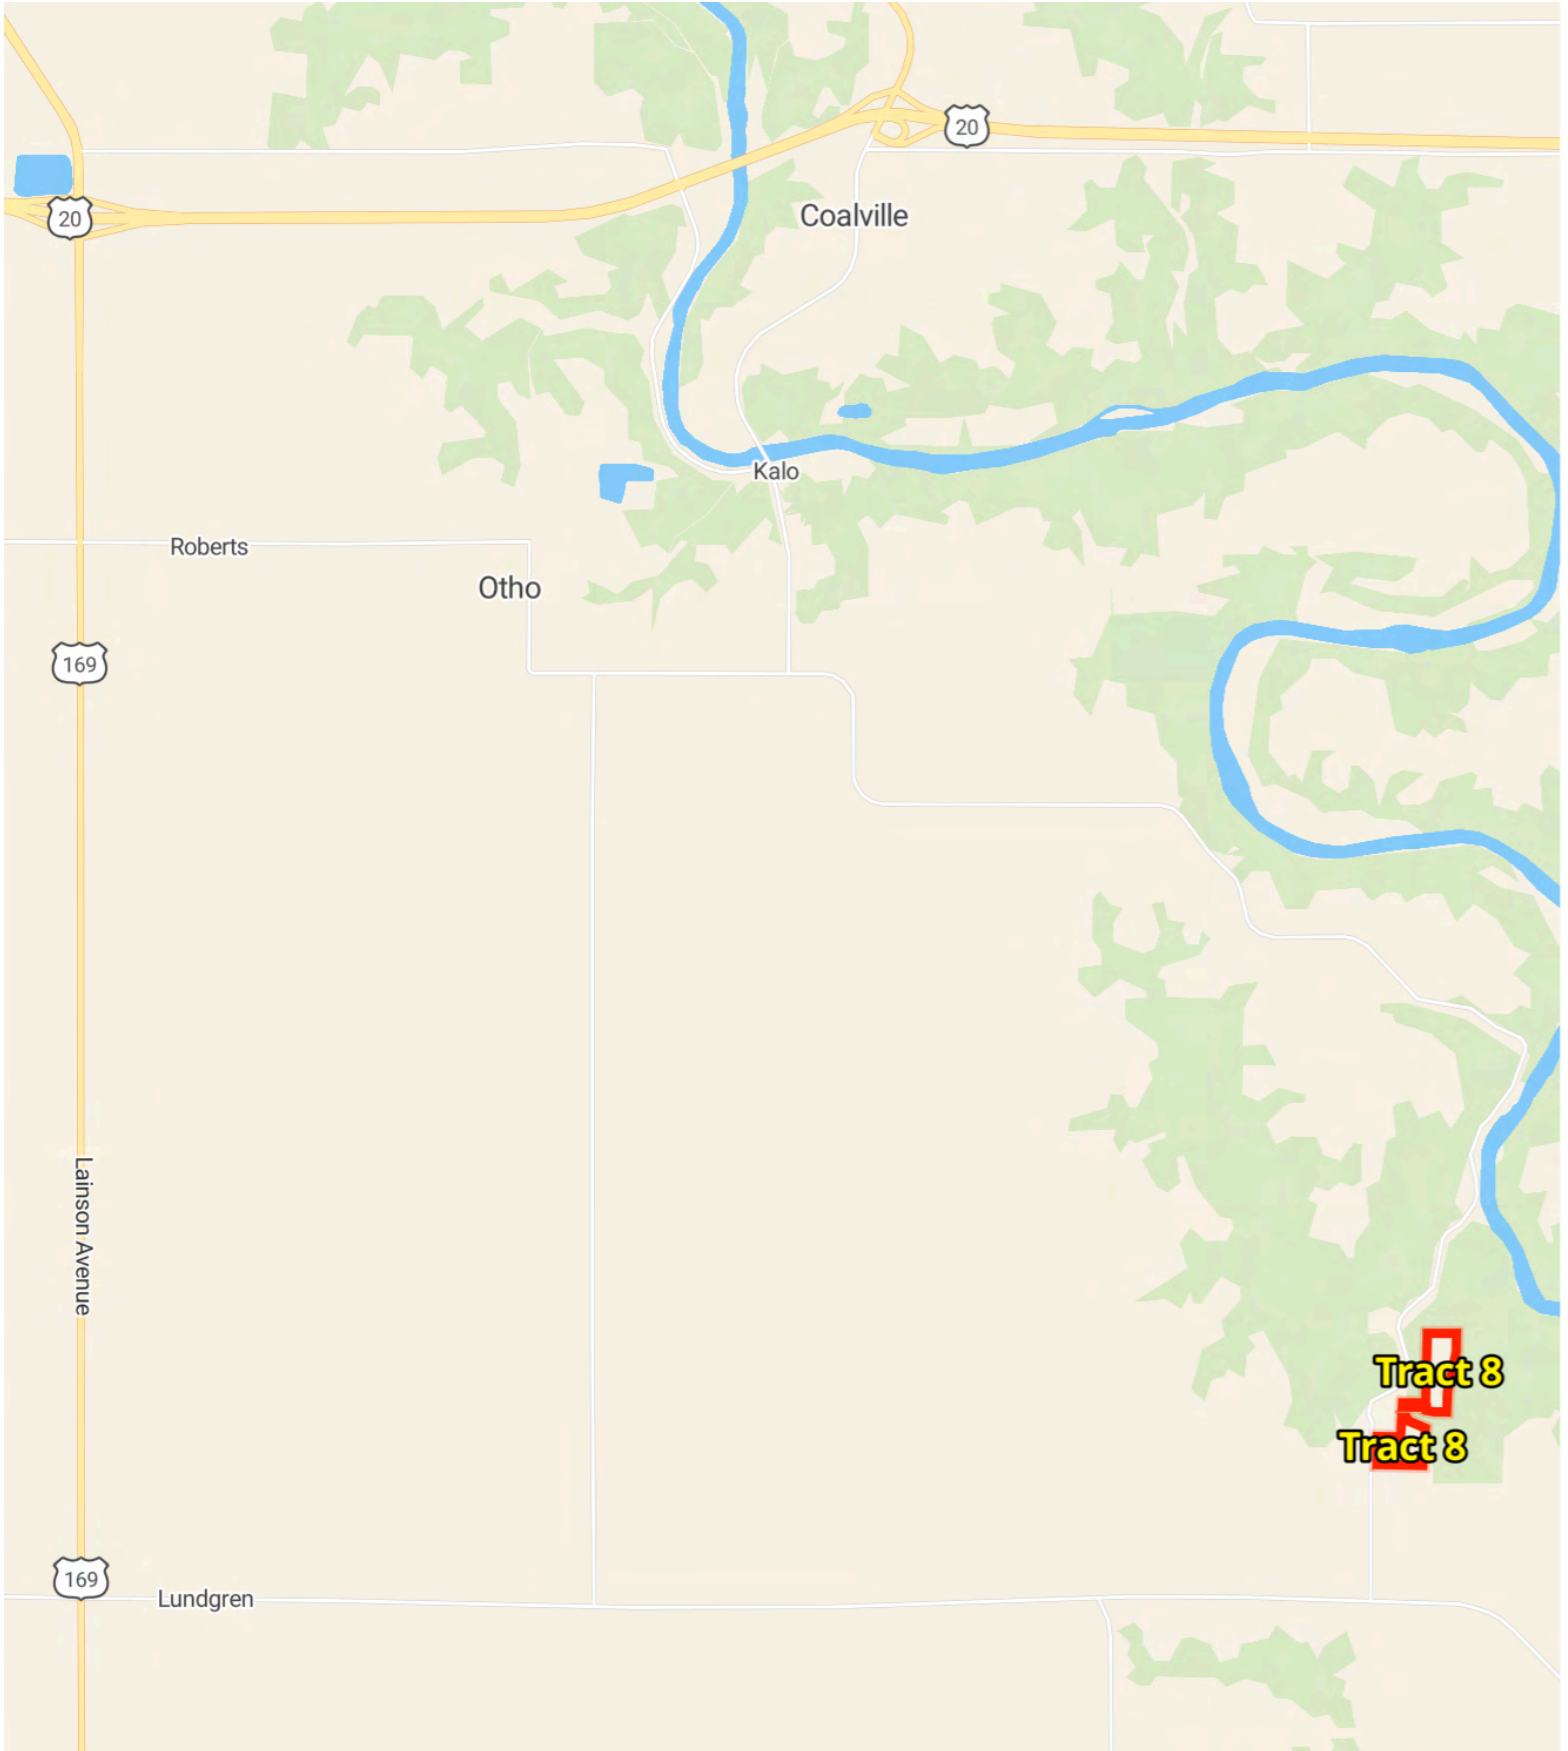 20
20
Coalville
Kalo
Roberts
Otho
169
Lainson Avenue
Tract 8
Tract 8
169
Lundgren